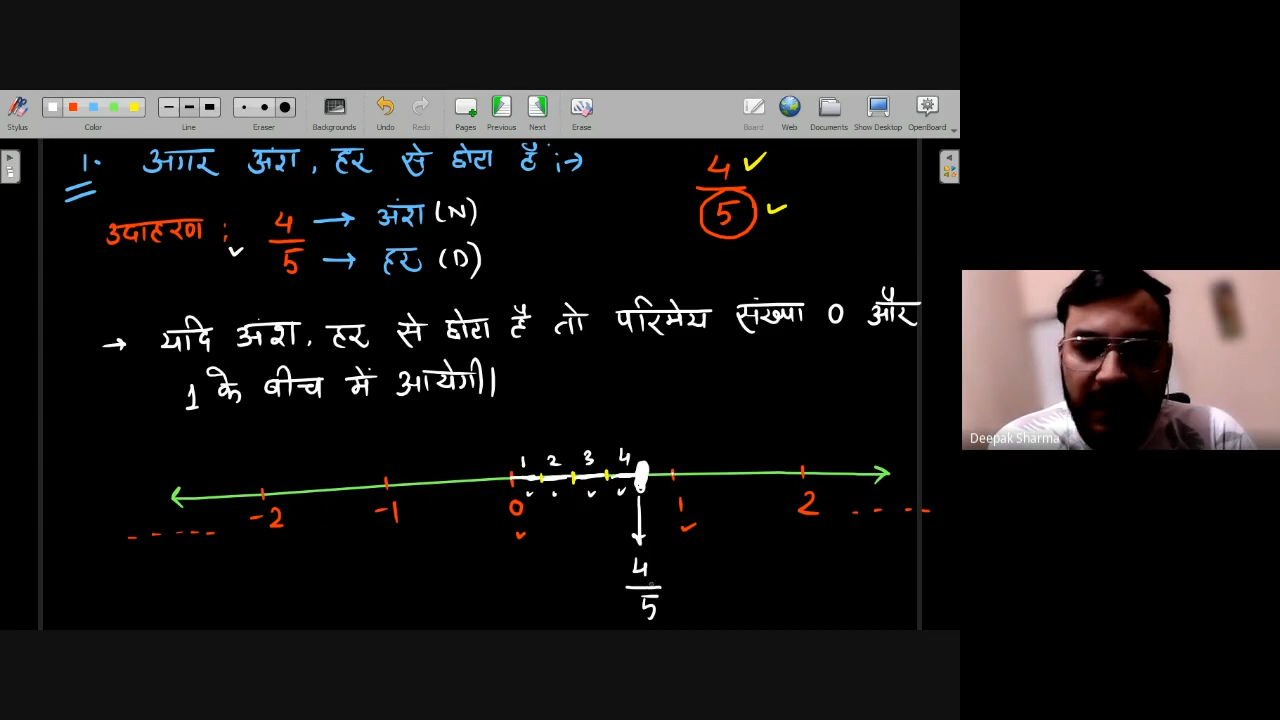 Stylus Color Line Eraser Backgrounds Undo Redo Pages Previous Next Erase Board Web Documents Show Desktop OpenBoard
1. अगर अंश, हर से छोटा है :→
4
5
उदाहरण : 4 → अंश (N)
5 → हर (D)
→ यदि अंश, हर से छोटा है तो परिमेय संख्या 0 और
1 के बीच में आयेगी।
1 2 3 4
-2 -1 0 1 2
4
5
Deepak Sharma